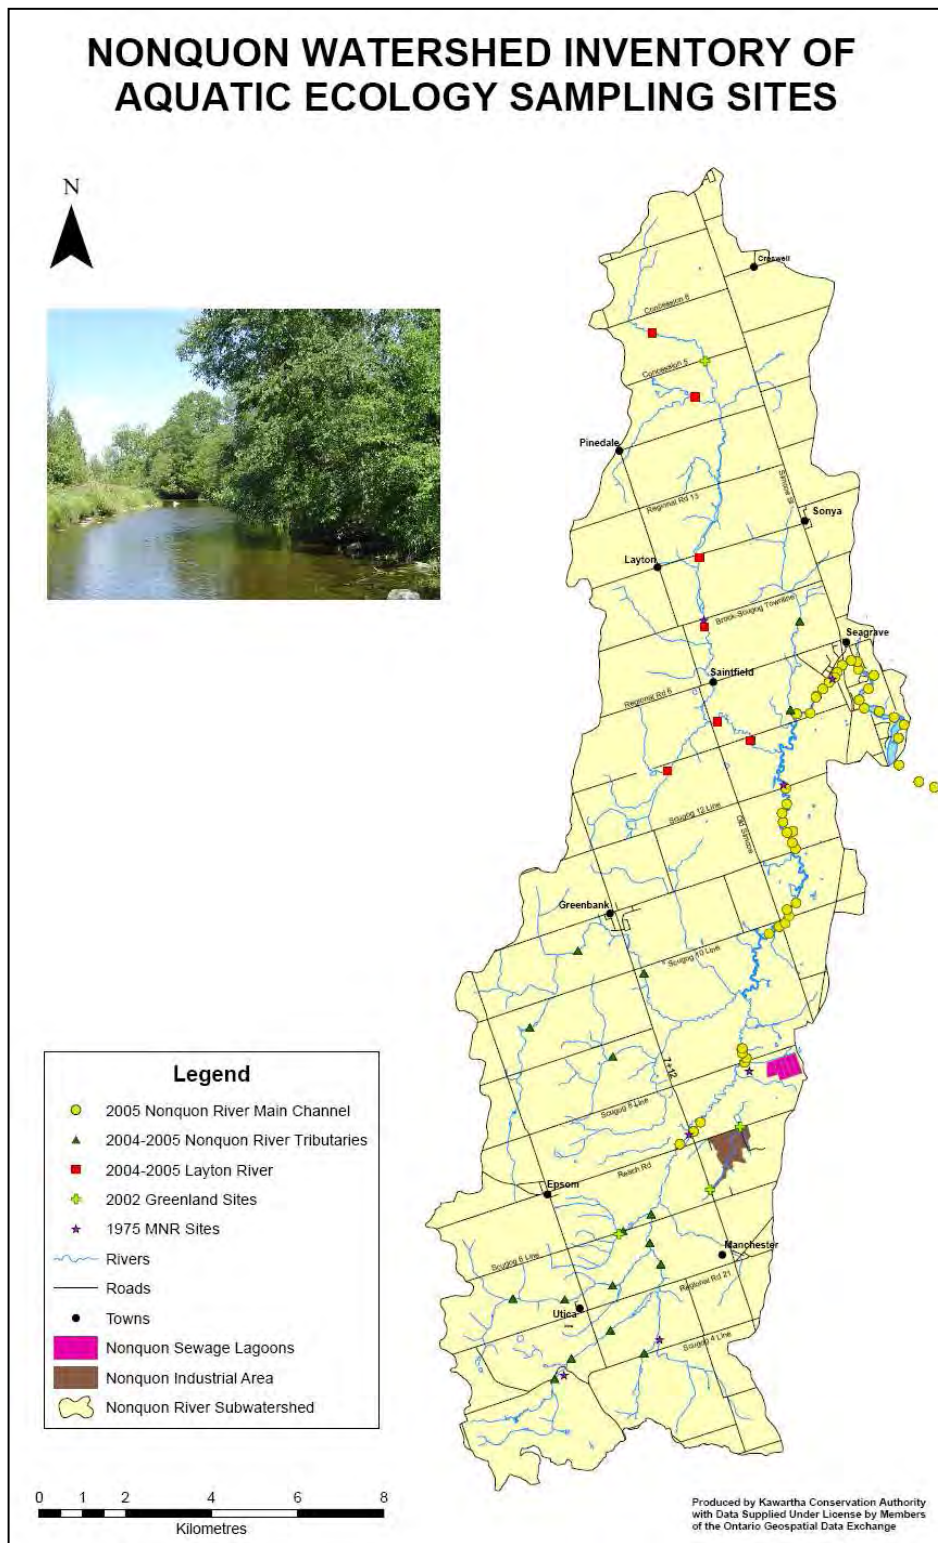 NONQUON WATERSHED INVENTORY OF
AQUATIC ECOLOGY SAMPLING SITES
N
Creswell
Concession 6
Concession 5
Pinedale
Regional Rd 13
Simcoe St
Sonya
Layton
Brock-Scugog Townline
Seagrave
Saintfield
Regional Rd 6
Scugog 12 Line
Old Simcoe
Greenbank
Scugog 10 Line
7+12
Scugog 8 Line
Reach Rd
Epsom
Scugog 6 Line
Manchester
Regional Rd 21
Utica
Scugog 4 Line
Legend
2005 Nonquon River Main Channel
2004-2005 Nonquon River Tributaries
2004-2005 Layton River
2002 Greenland Sites
1975 MNR Sites
Rivers
Roads
Towns
Nonquon Sewage Lagoons
Nonquon Industrial Area
Nonquon River Subwatershed
0 1 2 4 6 8
Kilometres
Produced by Kawartha Conservation Authority
with Data Supplied Under License by Members
of the Ontario Geospatial Data Exchange